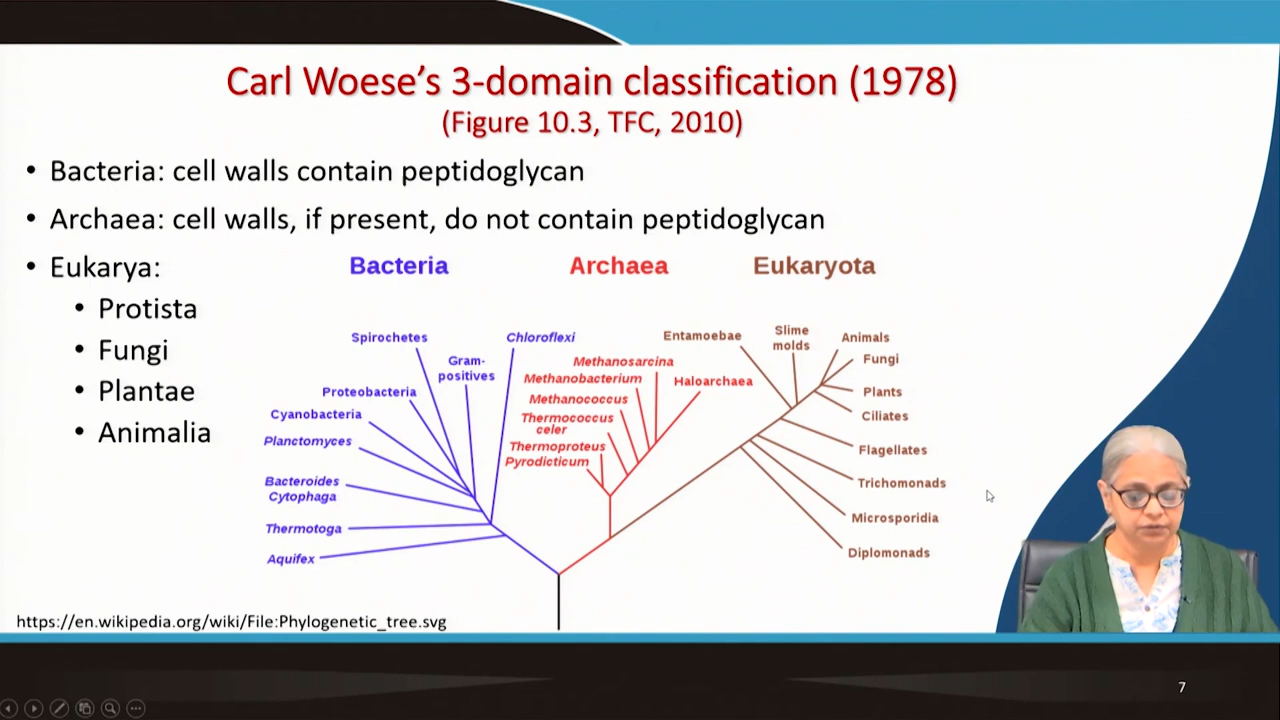 Carl Woese's 3-domain classification (1978)
(Figure 10.3, TFC, 2010)
• Bacteria: cell walls contain peptidoglycan
• Archaea: cell walls, if present, do not contain peptidoglycan
• Eukarya:
• Protista
• Fungi
• Plantae
• Animalia
Bacteria
Archaea
Eukaryota
Spirochetes
Chloroflexi
Gram-
positives
Proteobacteria
Cyanobacteria
Planctomyces
Bacteroides
Cytophaga
Thermotoga
Aquifex
Methanosarcina
Methanobacterium
Haloarchaea
Methanococcus
Thermococcus
celer
Thermoproteus
Pyrodicticum
Entamoebae
Slime
molds
Animals
Fungi
Plants
Ciliates
Flagellates
Trichomonads
Microsporidia
Diplomonads
https://en.wikipedia.org/wiki/File:Phylogenetic_tree.svg
7